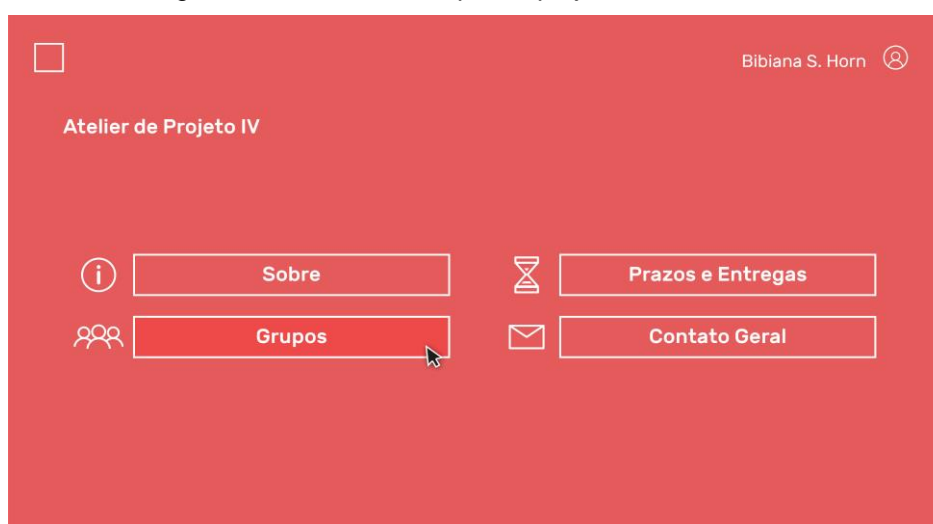 Bibiana S. Horn
Atelier de Projeto IV
Sobre
Prazos e Entregas
Grupos
Contato Geral